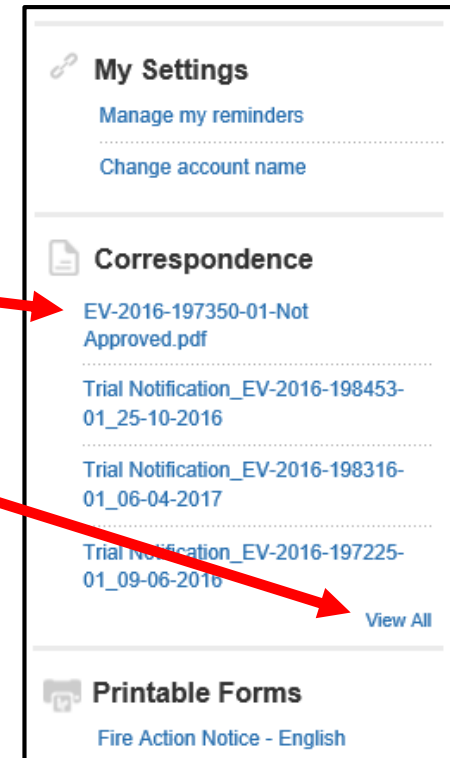 My Settings
Manage my reminders
Change account name
Correspondence
EV-2016-197350-01-Not
Approved.pdf
Trial Notification_EV-2016-198453-
01_25-10-2016
Trial Notification_EV-2016-198316-
01_06-04-2017
Trial Notification_EV-2016-197225-
01_09-06-2016
View All
Printable Forms
Fire Action Notice - English